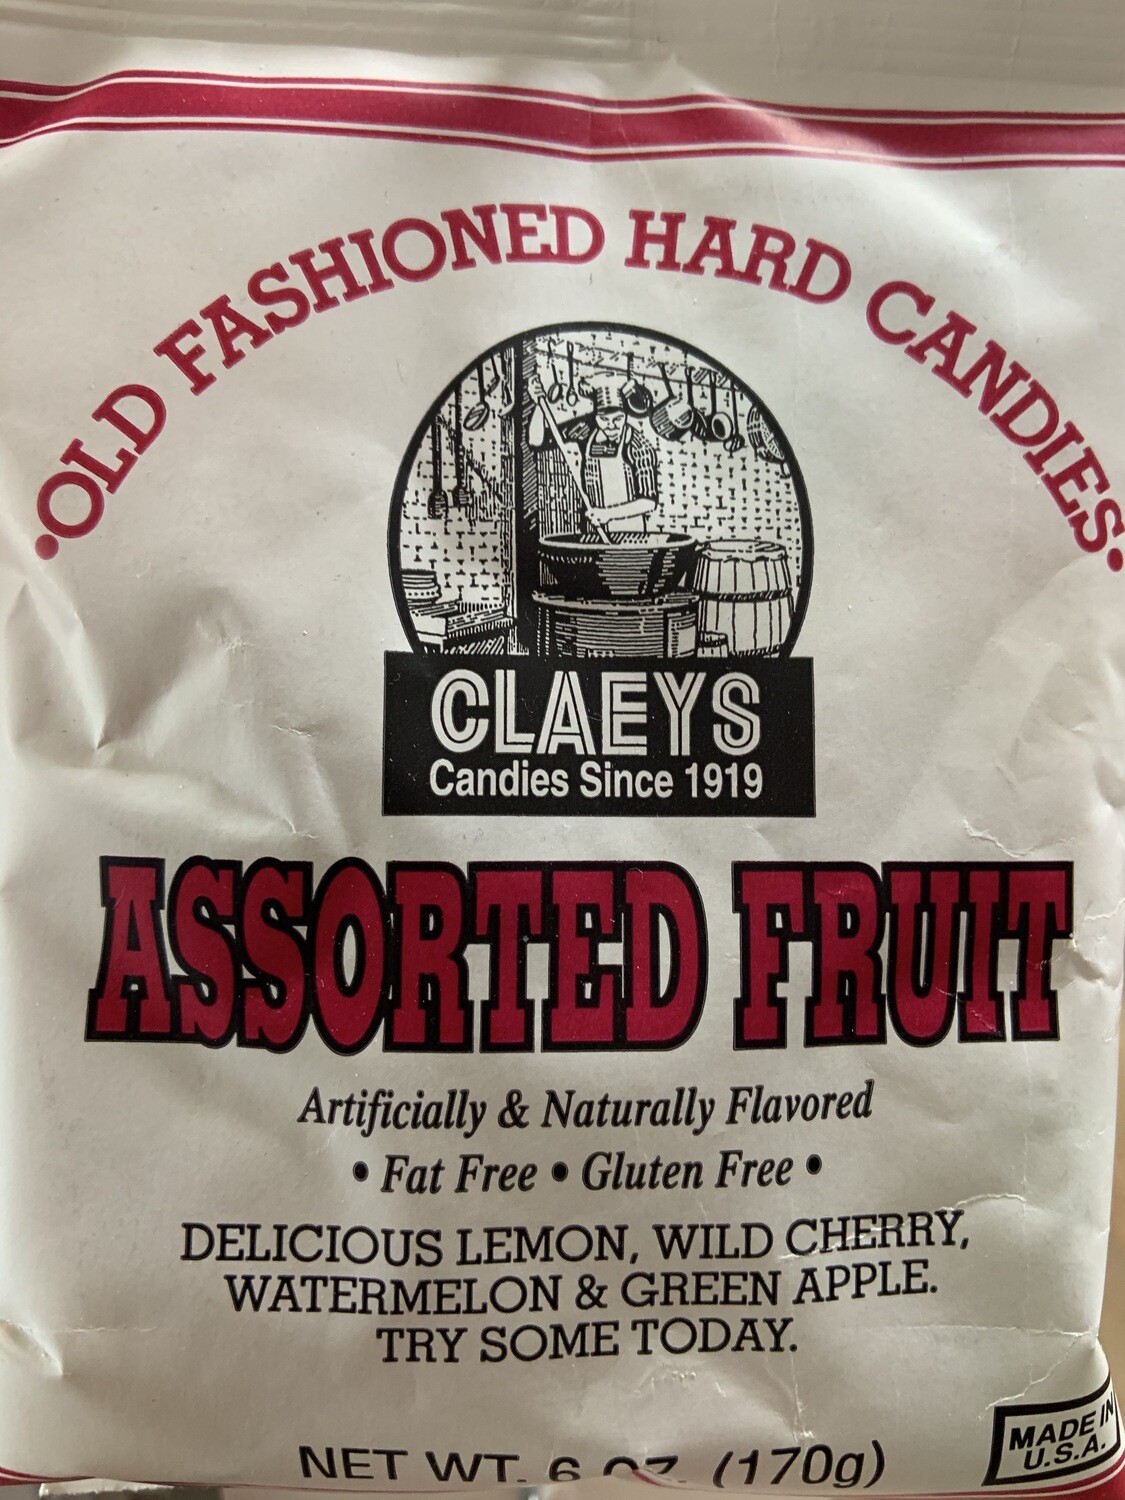 •OLD FASHIONED HARD CANDIES•
CLAEYS
Candies Since 1919
ASSORTED FRUIT
Artificially & Naturally Flavored
• Fat Free • Gluten Free •
DELICIOUS LEMON, WILD CHERRY,
WATERMELON & GREEN APPLE.
TRY SOME TODAY.
NET WT. 6 OZ. (170g)
MADE IN
U.S.A.